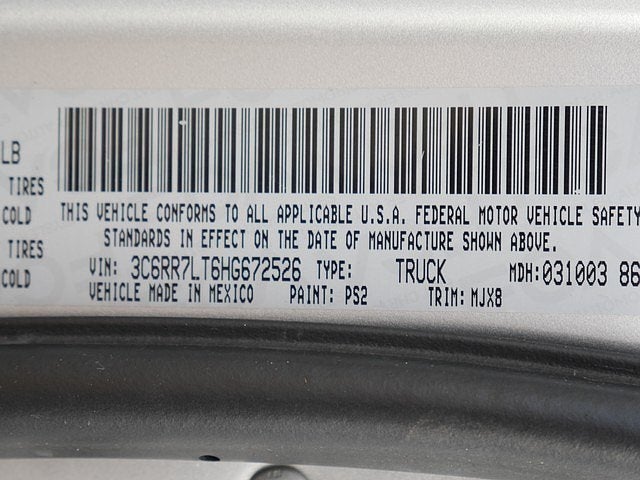 LB
TIRES
COLD THIS VEHICLE CONFORMS TO ALL APPLICABLE U.S.A. FEDERAL MOTOR VEHICLE SAFETY
STANDARDS IN EFFECT ON THE DATE OF MANUFACTURE SHOWN ABOVE.
TIRES
VIN: 3C6RR7LT6HG672526 TYPE: TRUCK MDH:031003 86
COLD
VEHICLE MADE IN MEXICO PAINT: PS2 TRIM: MJX8